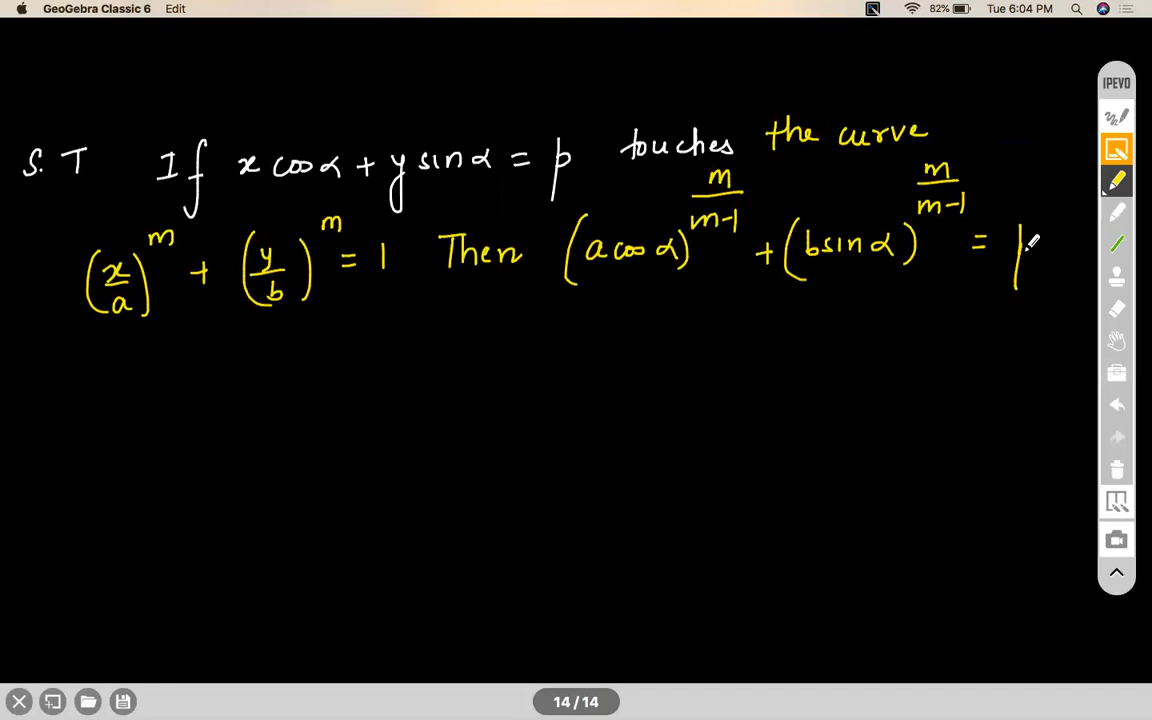 GeoGebra Classic 6 Edit 82% Tue 6:04 PM
IPEVO
S.T If x cos α + y sin α = p touches the curve
(x/a)^m + (y/b)^m = 1 Then (a cos α)^(m/(m-1)) + (b sin α)^(m/(m-1)) =
14 / 14